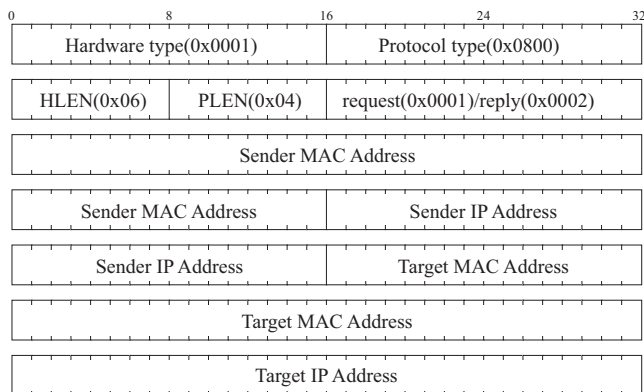 0 8 16 24 32
Hardware type(0x0001) Protocol type(0x0800)
HLEN(0x06) PLEN(0x04) request(0x0001)/reply(0x0002)
Sender MAC Address
Sender MAC Address Sender IP Address
Sender IP Address Target MAC Address
Target MAC Address
Target IP Address